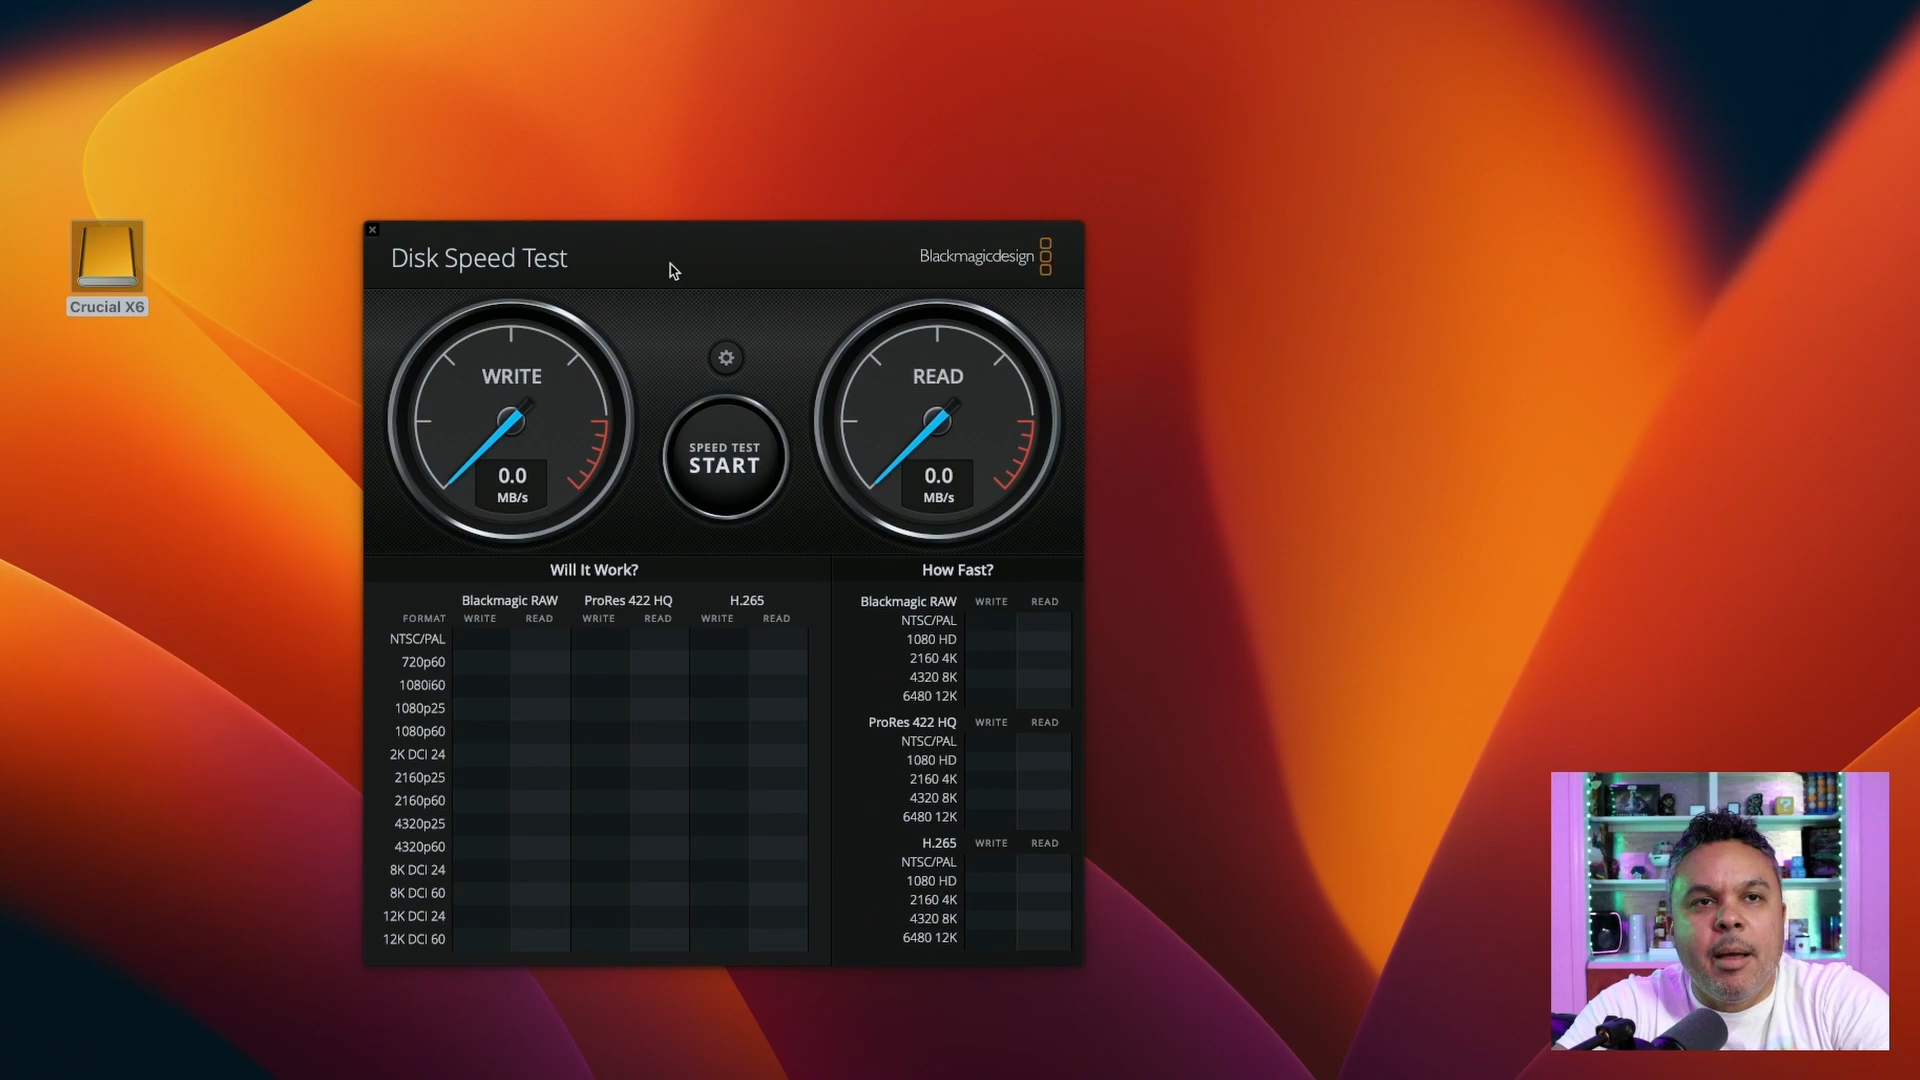 Crucial X6
Disk Speed Test
Blackmagicdesign
WRITE
0.0
MB/s
SPEED TEST
START
READ
0.0
MB/s
Will It Work?
Blackmagic RAW ProRes 422 HQ H.265
FORMAT WRITE READ WRITE READ WRITE READ
NTSC/PAL
720p60
1080i60
1080p25
1080p60
2K DCI 24
2160p25
2160p60
4320p25
4320p60
8K DCI 24
8K DCI 60
12K DCI 24
12K DCI 60
How Fast?
Blackmagic RAW WRITE READ
NTSC/PAL
1080 HD
2160 4K
4320 8K
6480 12K
ProRes 422 HQ WRITE READ
NTSC/PAL
1080 HD
2160 4K
4320 8K
6480 12K
H.265 WRITE READ
NTSC/PAL
1080 HD
2160 4K
4320 8K
6480 12K